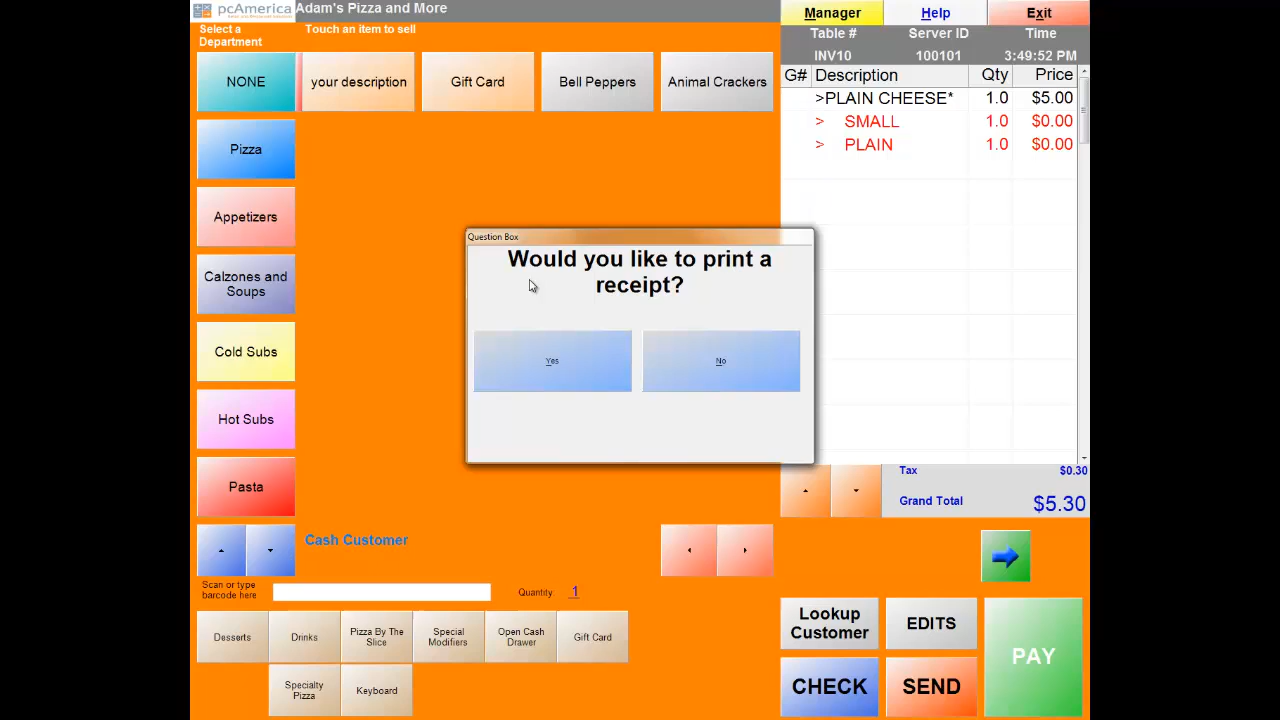 pcAmerica
Adam's Pizza and More
Manager
Help
Exit
Select a
Department
Touch an item to sell
Table #
Server ID
Time
INV10
100101
3:49:52 PM
NONE
your description
Gift Card
Bell Peppers
Animal Crackers
G# Description Qty Price
>PLAIN CHEESE* 1.0 $5.00
> SMALL 1.0 $0.00
> PLAIN 1.0 $0.00
Pizza
Appetizers
Calzones and
Soups
Cold Subs
Hot Subs
Pasta
Question Box
Would you like to print a
receipt?
Yes
No
Tax $0.30
Grand Total $5.30
Cash Customer
Scan or type
barcode here
Quantity 1
Desserts
Drinks
Pizza By The
Slice
Special
Modifiers
Open Cash
Drawer
Gift Card
Specialty
Pizza
Keyboard
Lookup
Customer
EDITS
PAY
CHECK
SEND